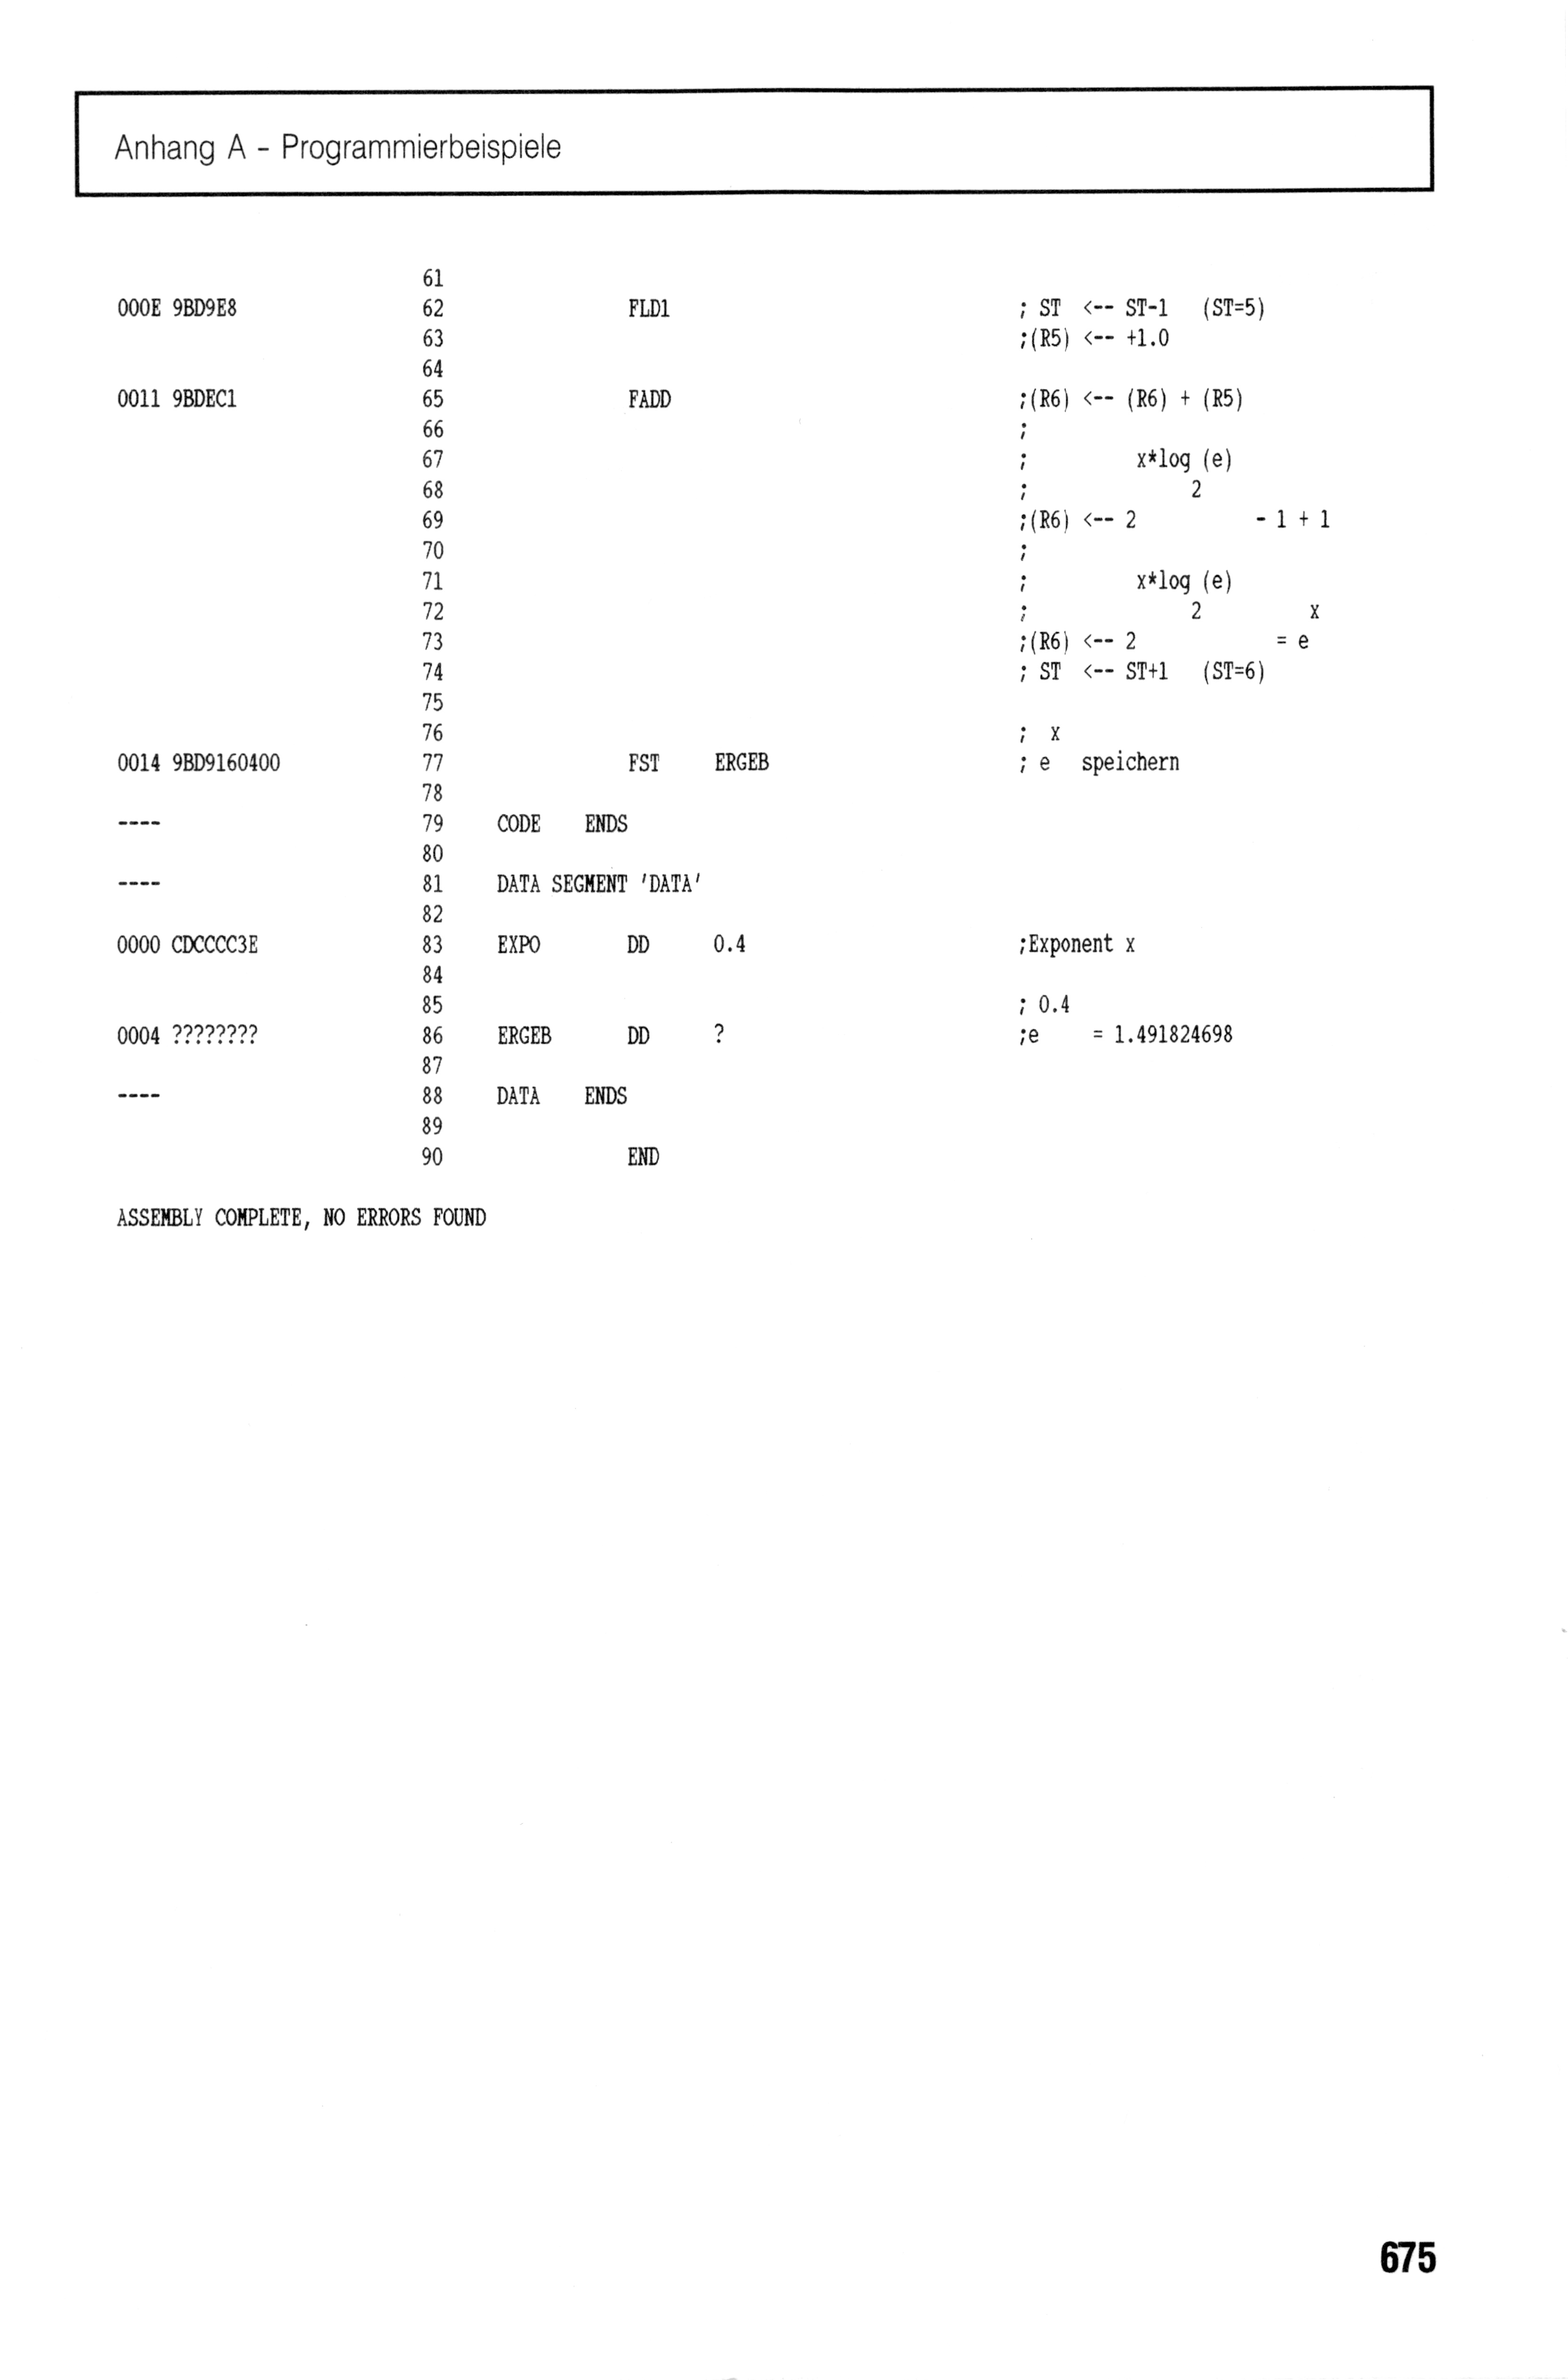 Anhang A - Programmierbeispiele
61
000E 9BD9E8 62 FLD1 ; ST <-- ST-1 (ST=5)
63 ;(R5) <-- +1.0
64
0011 9BDEC1 65 FADD ;(R6) <-- (R6) + (R5)
66 ;
67 ; x*log (e)
68 ; 2
69 ;(R6) <-- 2 - 1 + 1
70 ;
71 ; x*log (e)
72 ; 2 x
73 ;(R6) <-- 2 = e
74 ; ST <-- ST+1 (ST=6)
75
76 ; x
0014 9BD9160400 77 FST ERGEB ; e speichern
78
---- 79 CODE ENDS
80
---- 81 DATA SEGMENT 'DATA'
82
0000 CDCCCC3E 83 EXPO DD 0.4 ;Exponent x
84
85 ; 0.4
0004 ???????? 86 ERGEB DD ? ;e = 1.491824698
87
---- 88 DATA ENDS
89
90 END
ASSEMBLY COMPLETE, NO ERRORS FOUND
675